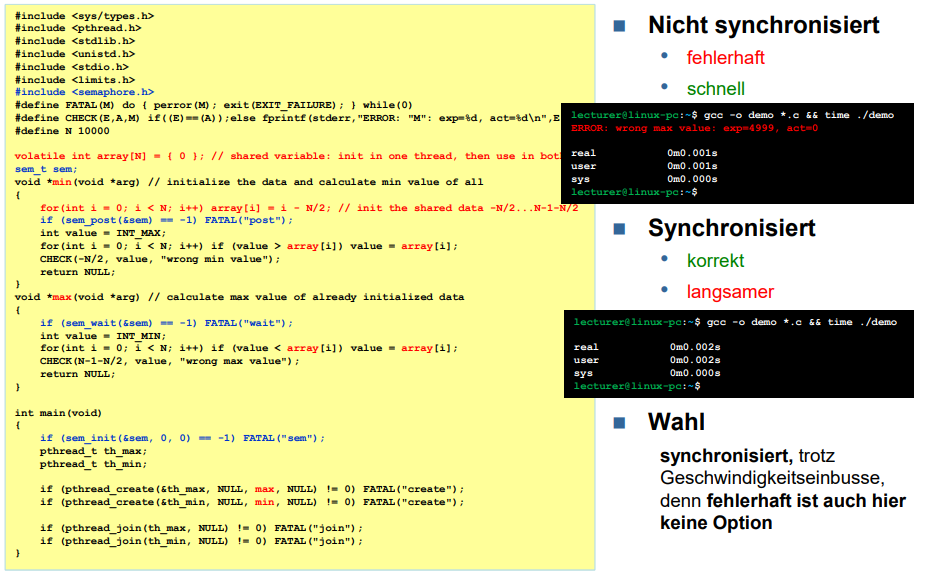 #include <sys/types.h>
#include <pthread.h>
#include <stdlib.h>
#include <unistd.h>
#include <stdio.h>
#include <limits.h>
#include <semaphore.h>
#define FATAL(M) do { perror(M); exit(EXIT_FAILURE); } while(0)
#define CHECK(E,A,M) if((E)==(A));else fprintf(stderr,"ERROR: "M": exp=%d, act=%d\n",E
#define N 10000
volatile int array[N] = { 0 }; // shared variable: init in one thread, then use in bot
sem_t sem;
void *min(void *arg) // initialize the data and calculate min value of all
{
    for(int i = 0; i < N; i++) array[i] = i - N/2; // init the shared data -N/2...N-1-N/2
    if (sem_post(&sem) == -1) FATAL("post");
    int value = INT_MAX;
    for(int i = 0; i < N; i++) if (value > array[i]) value = array[i];
    CHECK(-N/2, value, "wrong min value");
    return NULL;
}
void *max(void *arg) // calculate max value of already initialized data
{
    if (sem_wait(&sem) == -1) FATAL("wait");
    int value = INT_MIN;
    for(int i = 0; i < N; i++) if (value < array[i]) value = array[i];
    CHECK(N-1-N/2, value, "wrong max value");
    return NULL;
}
int main(void)
{
    if (sem_init(&sem, 0, 0) == -1) FATAL("sem");
    pthread_t th_max;
    pthread_t th_min;
    if (pthread_create(&th_max, NULL, max, NULL) != 0) FATAL("create");
    if (pthread_create(&th_min, NULL, min, NULL) != 0) FATAL("create");
    if (pthread_join(th_max, NULL) != 0) FATAL("join");
    if (pthread_join(th_min, NULL) != 0) FATAL("join");
}
Nicht synchronisiert
fehlerhaft
schnell
lecturer@linux-pc:~$ gcc -o demo *.c && time ./demo
ERROR: wrong max value: exp=4999, act=0
real 0m0.001s
user 0m0.001s
sys 0m0.000s
lecturer@linux-pc:~$
Synchronisiert
korrekt
langsamer
lecturer@linux-pc:~$ gcc -o demo *.c && time ./demo
real 0m0.002s
user 0m0.002s
sys 0m0.000s
lecturer@linux-pc:~$
Wahl
synchronisiert, trotz
Geschwindigkeitseinbusse,
denn fehlerhaft ist auch hier
keine Option